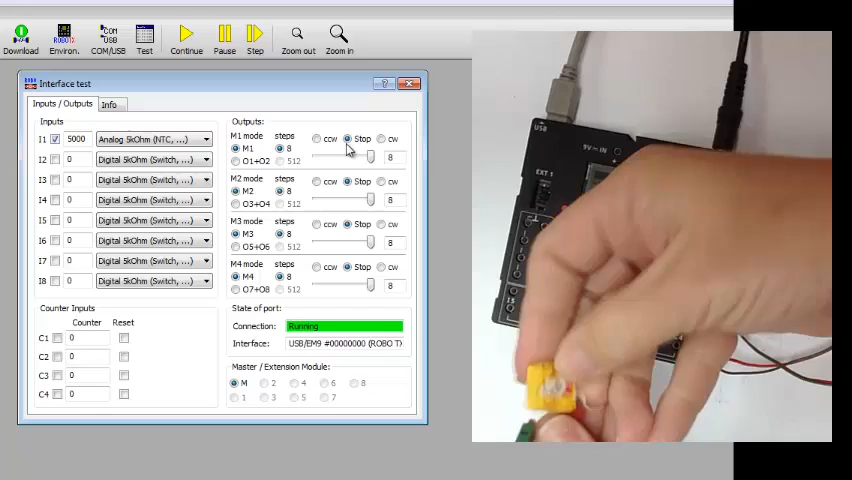 ROBO
COM
USB
Download Environ. COM/USB Test Continue Pause Step Zoom out Zoom in
Interface test
Inputs / Outputs Info
Inputs
I1 5000 Analog 5kOhm (NTC, ...)
I2 0 Digital 5kOhm (Switch, ...)
I3 0 Digital 5kOhm (Switch, ...)
I4 0 Digital 5kOhm (Switch, ...)
I5 0 Digital 5kOhm (Switch, ...)
I6 0 Digital 5kOhm (Switch, ...)
I7 0 Digital 5kOhm (Switch, ...)
I8 0 Digital 5kOhm (Switch, ...)
Counter Inputs
Counter Reset
C1 0
C2 0
C3 0
C4 0
Outputs:
M1 mode steps ccw Stop cw
M1 8
O1+O2 512 8
M2 mode steps ccw Stop cw
M2 8
O3+O4 512 8
M3 mode steps ccw Stop cw
M3 8
O5+O6 512 8
M4 mode steps ccw Stop cw
M4 8
O7+O8 512 8
State of port:
Connection: Running
Interface: USB/EM9 #00000000 (ROBO TX
Master / Extension Module:
M 2 4 6 8
1 3 5 7
USB
9V IN
EXT 1
I5